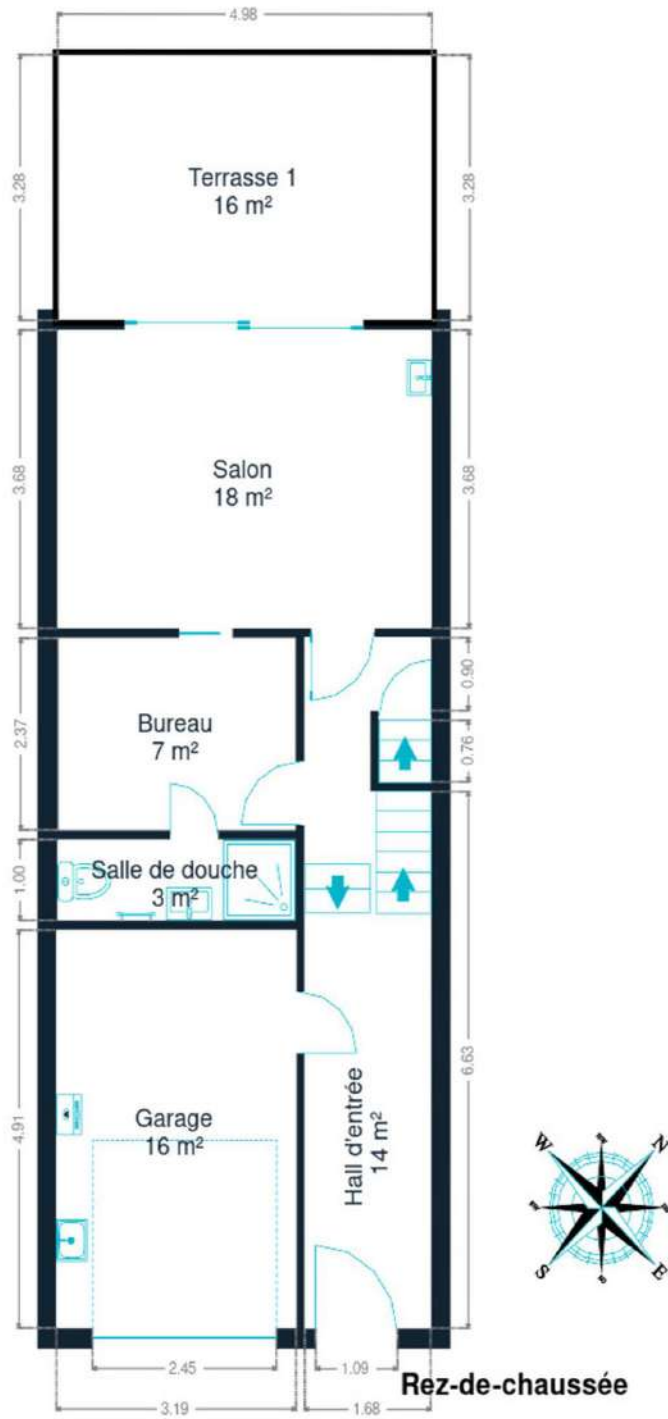 4.98
3.28
3.28
Terrasse 1
16 m²
3.68
3.68
Salon
18 m²
2.37
0.90
0.76
Bureau
7 m²
1.00
Salle de douche
3 m²
4.91
6.63
Garage
16 m²
Hall d'entrée
14 m²
W
N
S
E
2.45
1.09
Rez-de-chaussée
3.19
1.68